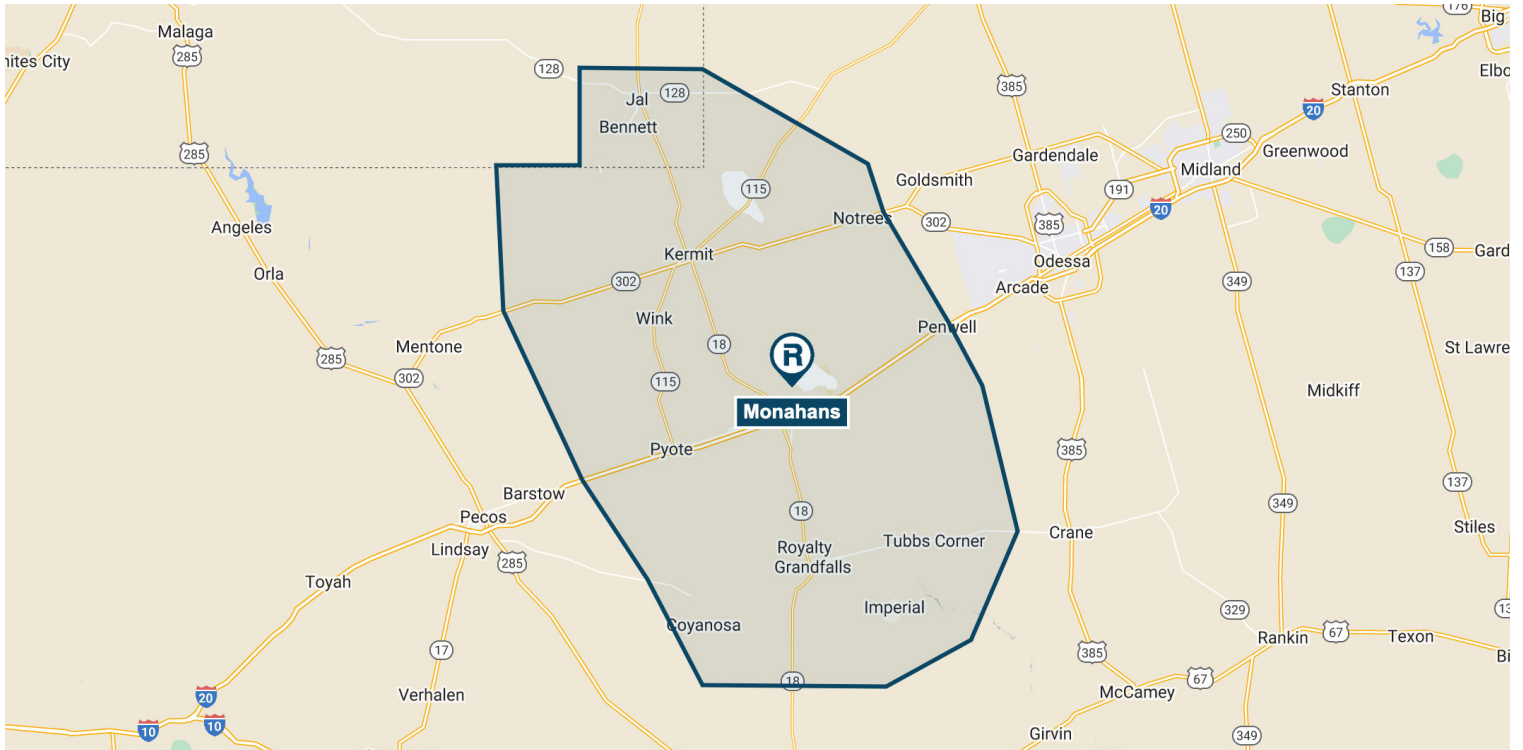 176
Big
Malaga
285
hites City
128
Elbo
385
Jal
128
Stanton
20
Bennett
250
285
Gardendale
Greenwood
Midland
Goldsmith
191
115
20
Notrees
302
385
Angeles
158
Gard
Kermit
Odessa
137
Orla
302
349
Arcade
Wink
Penwell
R
18
Mentone
285
St Lawre
302
115
Midkiff
Monahans
Pyote
385
137
Barstow
349
18
Pecos
Stiles
Crane
Royalty
Tubbs Corner
Lindsay
285
Grandfalls
Toyah
Imperial
329
13
Coyanosa
67
Rankin
Texon
17
385
Bi
18
67
McCamey
20
Verhalen
10
10
Girvin
349